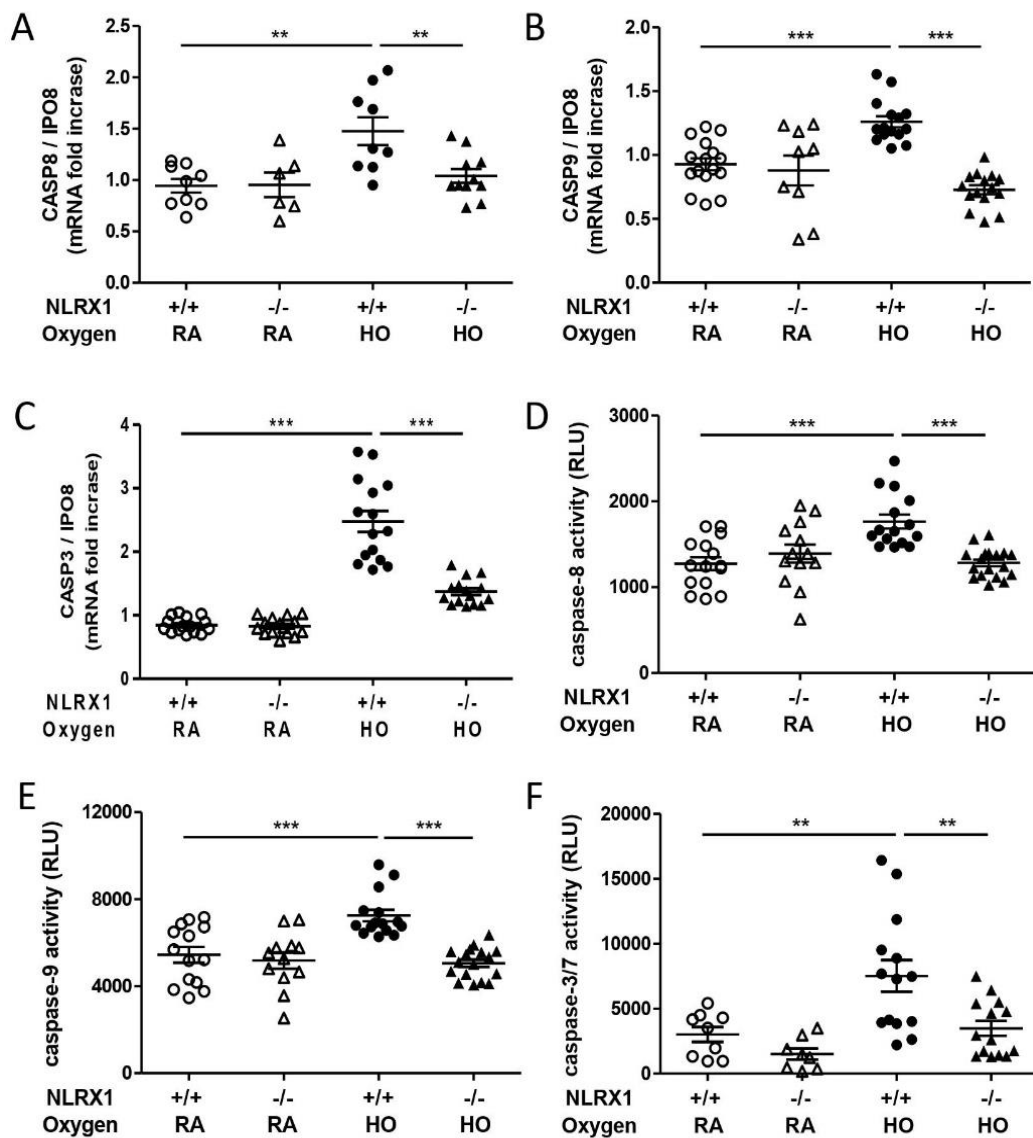 A
CASP8 / IPO8
(mRNA fold incrase)
2.5
2.0
1.5
1.0
0.5
0.0
** **
NLRX1 +/+ -/- +/+ -/-
Oxygen RA RA HO HO
B
CASP9 / IPO8
(mRNA fold incrase)
2.0
1.5
1.0
0.5
0.0
*** ***
NLRX1 +/+ -/- +/+ -/-
Oxygen RA RA HO HO
C
CASP3 / IPO8
(mRNA fold incrase)
4
3
2
1
0
*** ***
NLRX1 +/+ -/- +/+ -/-
Oxygen RA RA HO HO
D
caspase-8 activity (RLU)
3000
2000
1000
0
*** ***
NLRX1 +/+ -/- +/+ -/-
Oxygen RA RA HO HO
E
caspase-9 activity (RLU)
12000
8000
4000
0
*** ***
NLRX1 +/+ -/- +/+ -/-
Oxygen RA RA HO HO
F
caspase-3/7 activity (RLU)
20000
15000
10000
5000
0
** **
NLRX1 +/+ -/- +/+ -/-
Oxygen RA RA HO HO